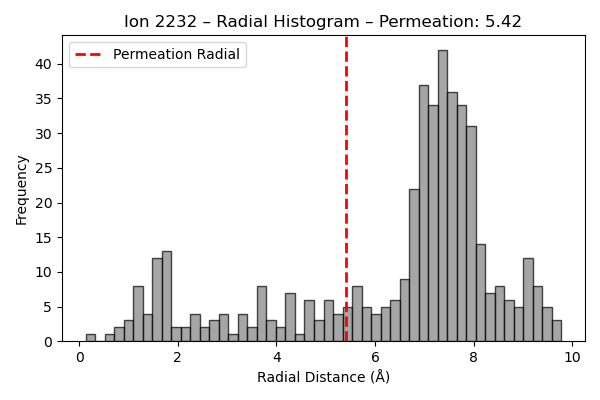 Ion 2232 – Radial Histogram – Permeation: 5.42
Permeation Radial
Frequency
40
35
30
25
20
15
10
5
0
0 2 4 6 8 10
Radial Distance (Å)